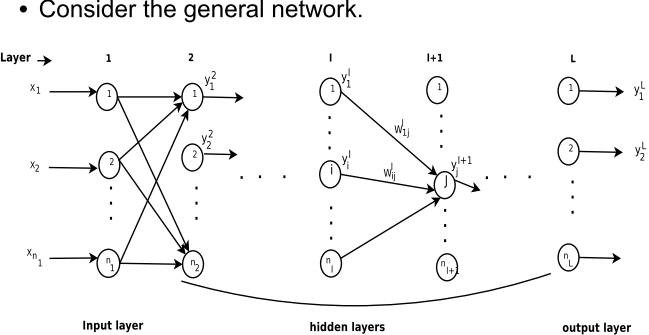 • Consider the general network.
Layer 1 2 l l+1 L
x1 1 1 y1^2 1 y1^l 1 1 y1^L
W1j^l
x2 2 2 y2^2 i yi^l Wij^l j yj^l+1 2 y2^L
. . . . . .
xn1 n1 n2 nl nl+1 nL
Input layer hidden layers output layer